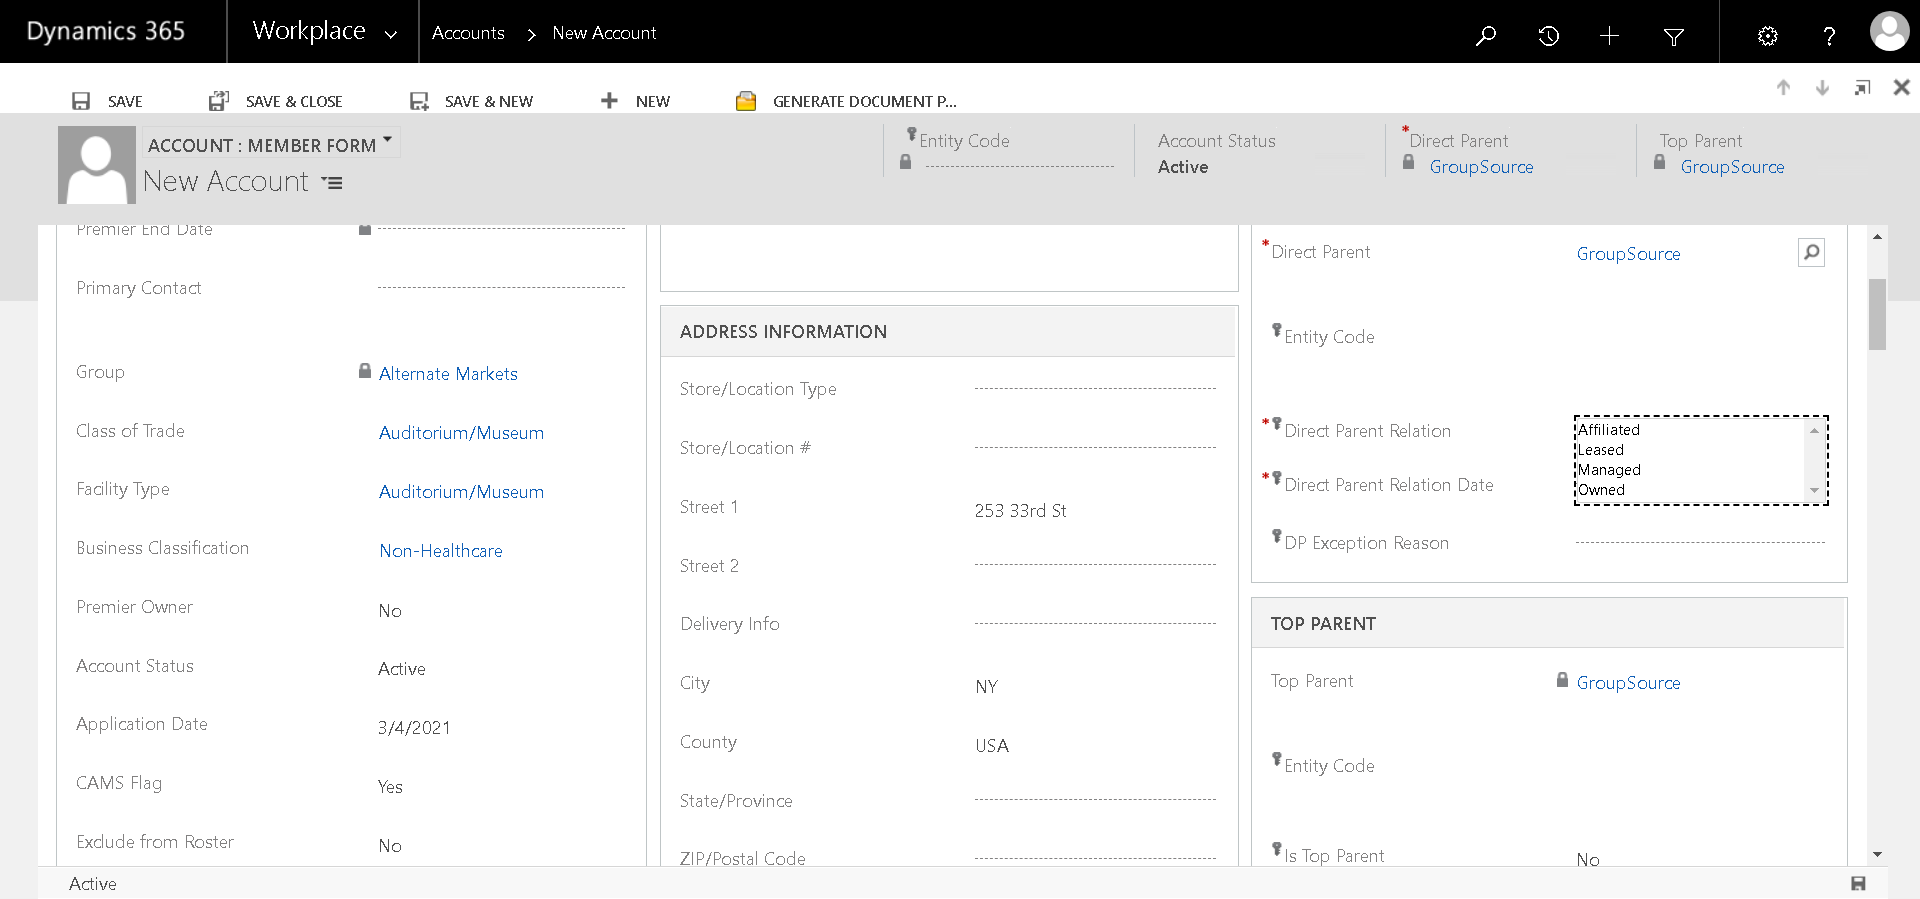 Dynamics 365
Workplace
Accounts
New Account
SAVE
SAVE & CLOSE
SAVE & NEW
NEW
GENERATE DOCUMENT P...
ACCOUNT : MEMBER FORM
New Account
Entity Code
Account Status
Active
*Direct Parent
GroupSource
Top Parent
GroupSource
Premier End Date
Primary Contact
Group
Alternate Markets
Class of Trade
Auditorium/Museum
Facility Type
Auditorium/Museum
Business Classification
Non-Healthcare
Premier Owner
No
Account Status
Active
Application Date
3/4/2021
CAMS Flag
Yes
Exclude from Roster
No
ADDRESS INFORMATION
Store/Location Type
Store/Location #
Street 1
253 33rd St
Street 2
Delivery Info
City
NY
County
USA
State/Province
ZIP/Postal Code
*Direct Parent
GroupSource
Entity Code
*Direct Parent Relation
Affiliated
Leased
Managed
Owned
*Direct Parent Relation Date
DP Exception Reason
TOP PARENT
Top Parent
GroupSource
Entity Code
Is Top Parent
No
Active